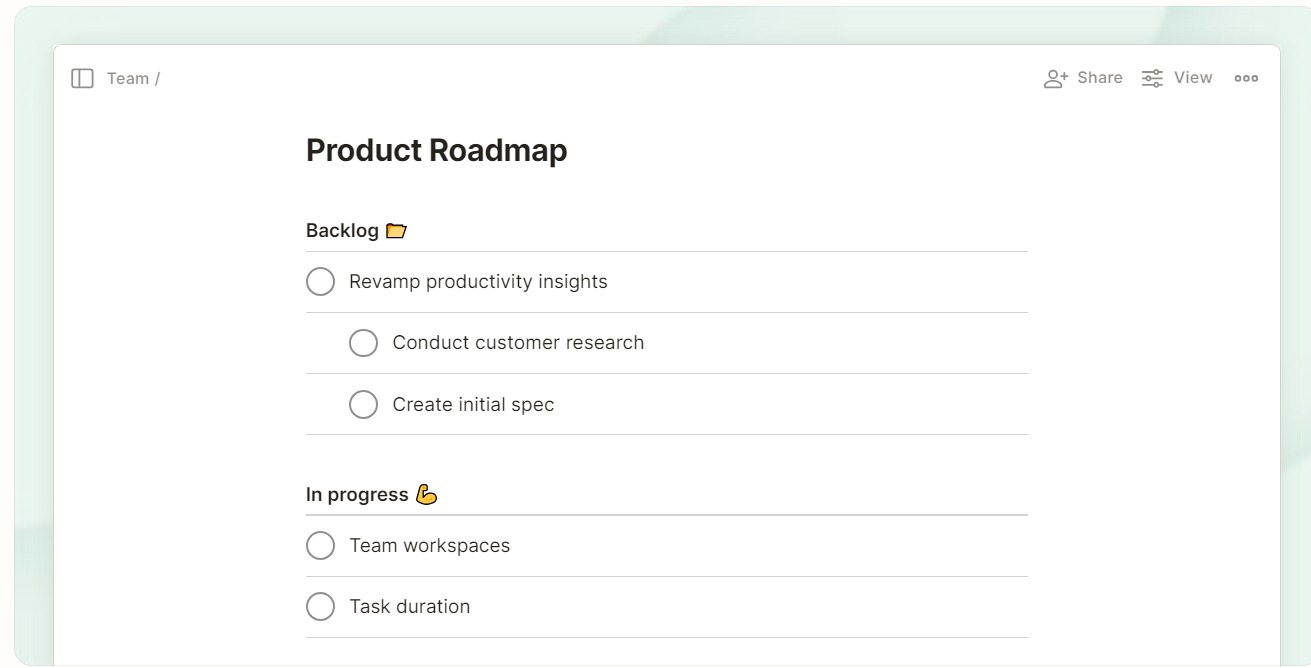 Team /
Share
View
Product Roadmap
Backlog 📁
Revamp productivity insights
Conduct customer research
Create initial spec
In progress 💪
Team workspaces
Task duration